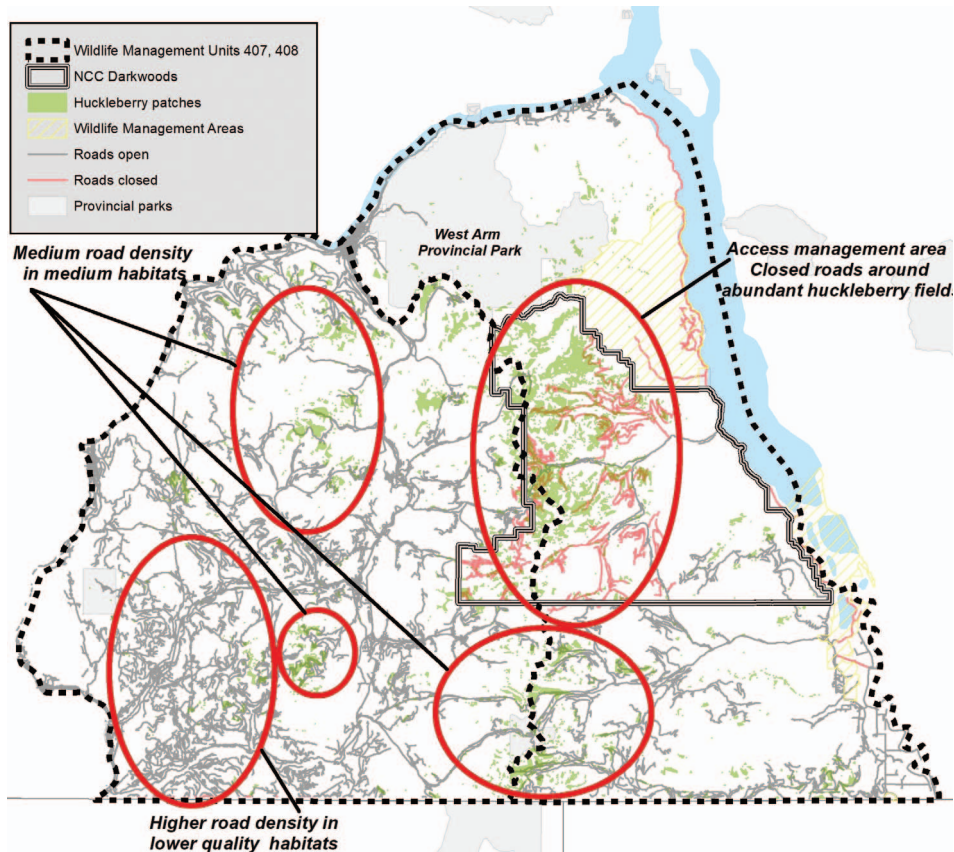 Wildlife Management Units 407, 408
NCC Darkwoods
Huckleberry patches
Wildlife Management Areas
Roads open
Roads closed
Provincial parks
Medium road density
in medium habitats
West Arm
Provincial Park
Access management area
Closed roads around
abundant huckleberry fields
Higher road density in
lower quality habitats